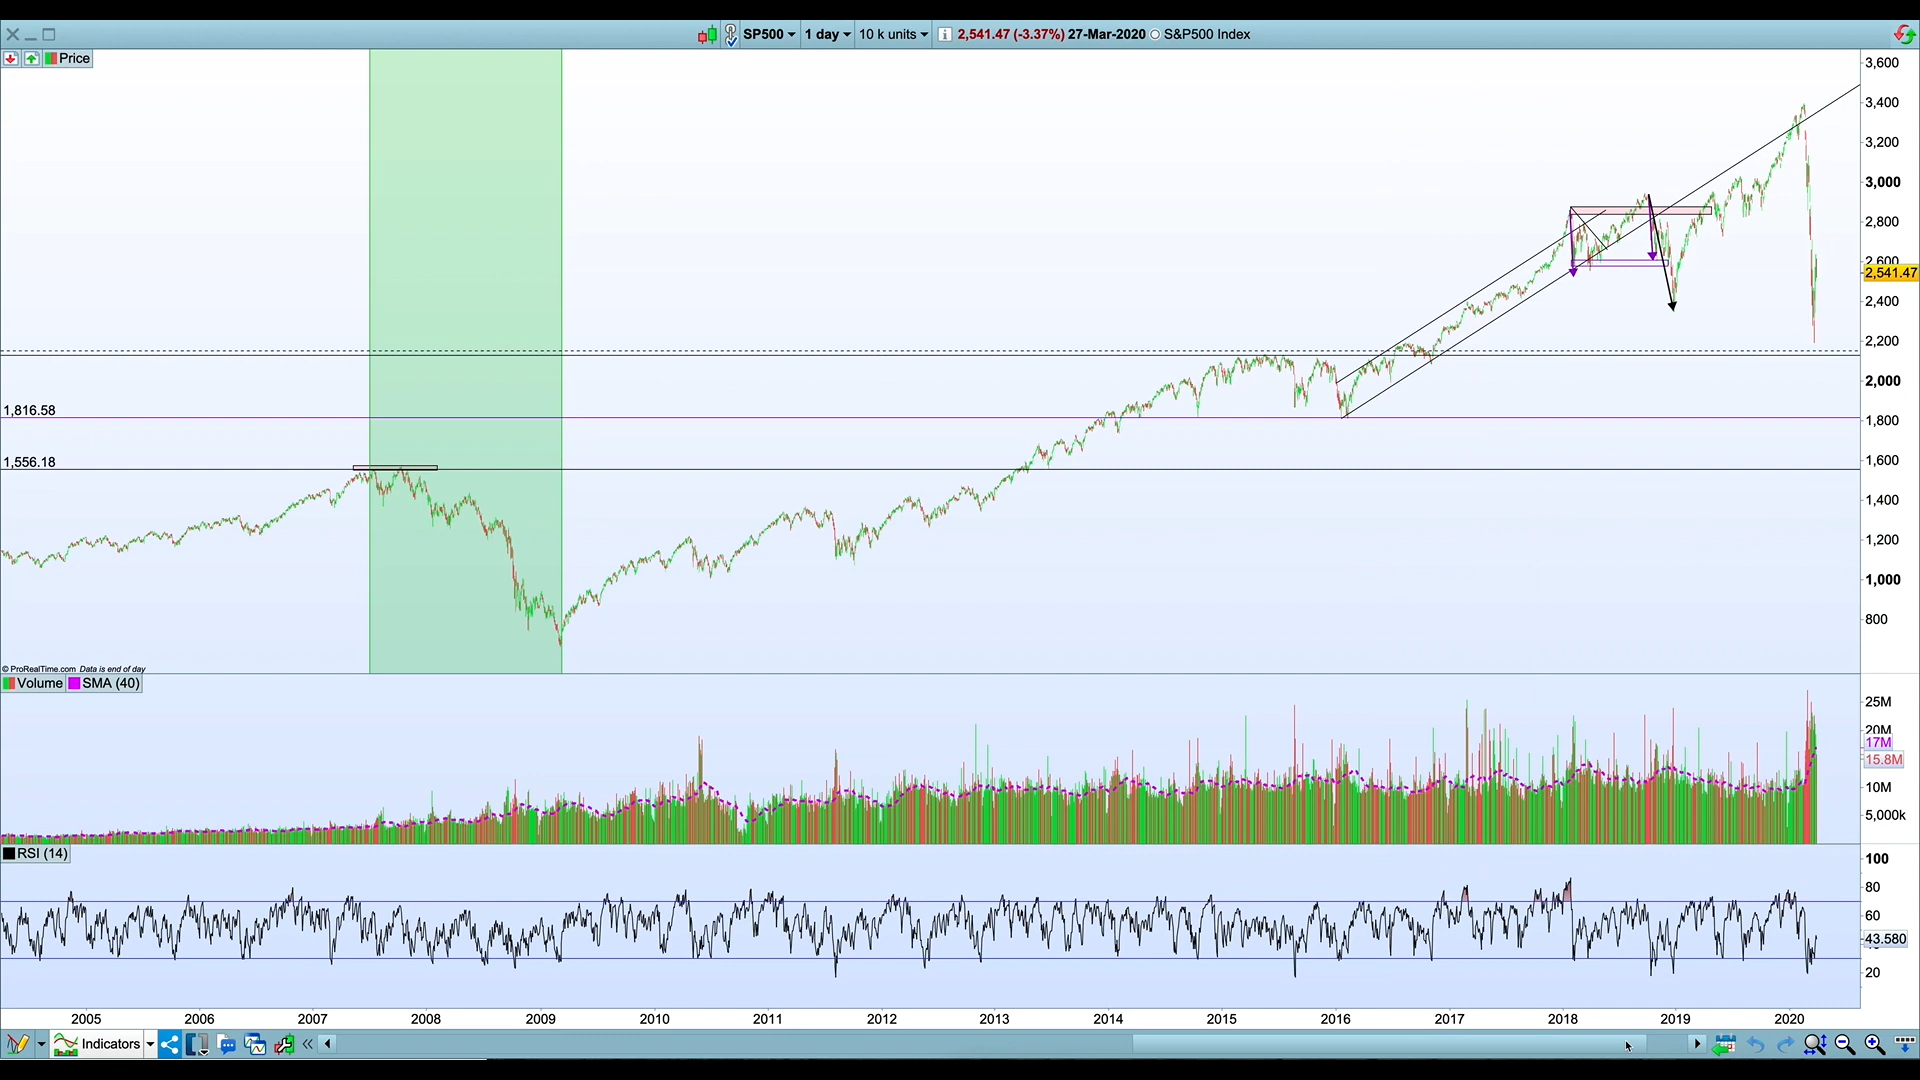 SP500 1 day 10 k units 2,541.47 (-3.37%) 27-Mar-2020 S&P500 Index
Price
3,600
3,400
3,200
3,000
2,800
2,600
2,541.47
2,400
2,200
2,000
1,816.58
1,800
1,556.18
1,600
1,400
1,200
1,000
800
© ProRealTime.com Data is end of day
Volume SMA (40)
25M
20M
17M
15.8M
10M
5,000k
RSI (14)
100
80
60
43.580
20
2005 2006 2007 2008 2009 2010 2011 2012 2013 2014 2015 2016 2017 2018 2019 2020
Indicators